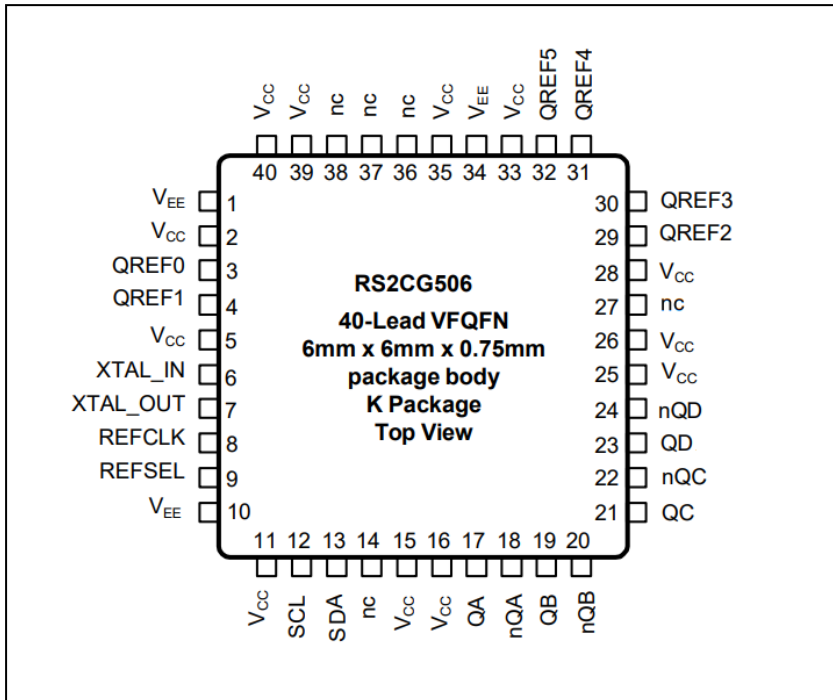 VCC VCC nc nc nc VCC VEE VCC QREF5 QREF4
40 39 38 37 36 35 34 33 32 31
VEE 1
VCC 2
QREF0 3
QREF1 4
VCC 5
XTAL_IN 6
XTAL_OUT 7
REFCLK 8
REFSEL 9
VEE 10
RS2CG506
40-Lead VFQFN
6mm x 6mm x 0.75mm
package body
K Package
Top View
30 QREF3
29 QREF2
28 VCC
27 nc
26 VCC
25 VCC
24 nQD
23 QD
22 nQC
21 QC
11 12 13 14 15 16 17 18 19 20
VCC SCL SDA nc VCC VCC QA nQA QB nQB